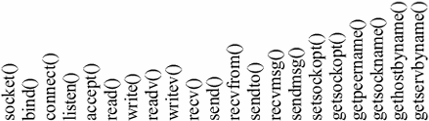 socket()
bind()
connect()
listen()
accept()
read()
write()
readv()
writev()
recv()
send()
recvfrom()
sendto()
recvmsg()
sendmsg()
setsockopt()
getsockopt()
getpeername()
getsockname()
gethostbyname()
getservbyname()